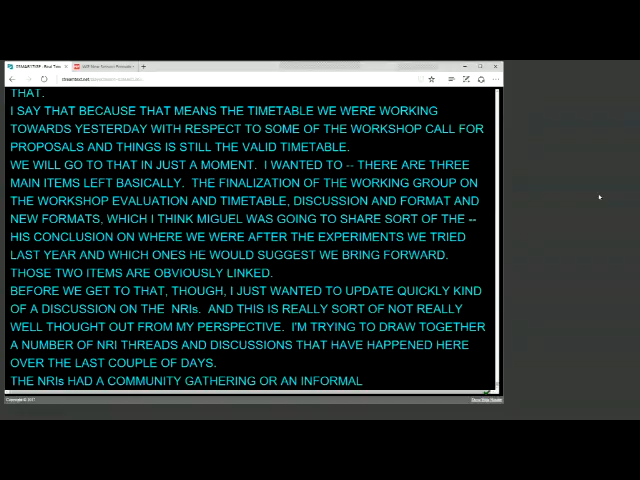 streamtext.net
THAT.
I SAY THAT BECAUSE THAT MEANS THE TIMETABLE WE WERE WORKING
TOWARDS YESTERDAY WITH RESPECT TO SOME OF THE WORKSHOP CALL FOR
PROPOSALS AND THINGS IS STILL THE VALID TIMETABLE.
WE WILL GO TO THAT IN JUST A MOMENT.  I WANTED TO -- THERE ARE THREE
MAIN ITEMS LEFT BASICALLY.  THE FINALIZATION OF THE WORKING GROUP ON
THE WORKSHOP EVALUATION AND TIMETABLE, DISCUSSION AND FORMAT AND
NEW FORMATS, WHICH I THINK MIGUEL WAS GOING TO SHARE SORT OF THE --
HIS CONCLUSION ON WHERE WE WERE AFTER THE EXPERIMENTS WE TRIED
LAST YEAR AND WHICH ONES HE WOULD SUGGEST WE BRING FORWARD.
THOSE TWO ITEMS ARE OBVIOUSLY LINKED.
BEFORE WE GET TO THAT, THOUGH, I JUST WANTED TO UPDATE QUICKLY KIND
OF A DISCUSSION ON THE  NRIs.  AND THIS IS REALLY SORT OF NOT REALLY
WELL THOUGHT OUT FROM MY PERSPECTIVE.  I'M TRYING TO DRAW TOGETHER
A NUMBER OF NRI THREADS AND DISCUSSIONS THAT HAVE HAPPENED HERE
OVER THE LAST COUPLE OF DAYS.
THE NRIs HAD A COMMUNITY GATHERING OR AN INFORMAL